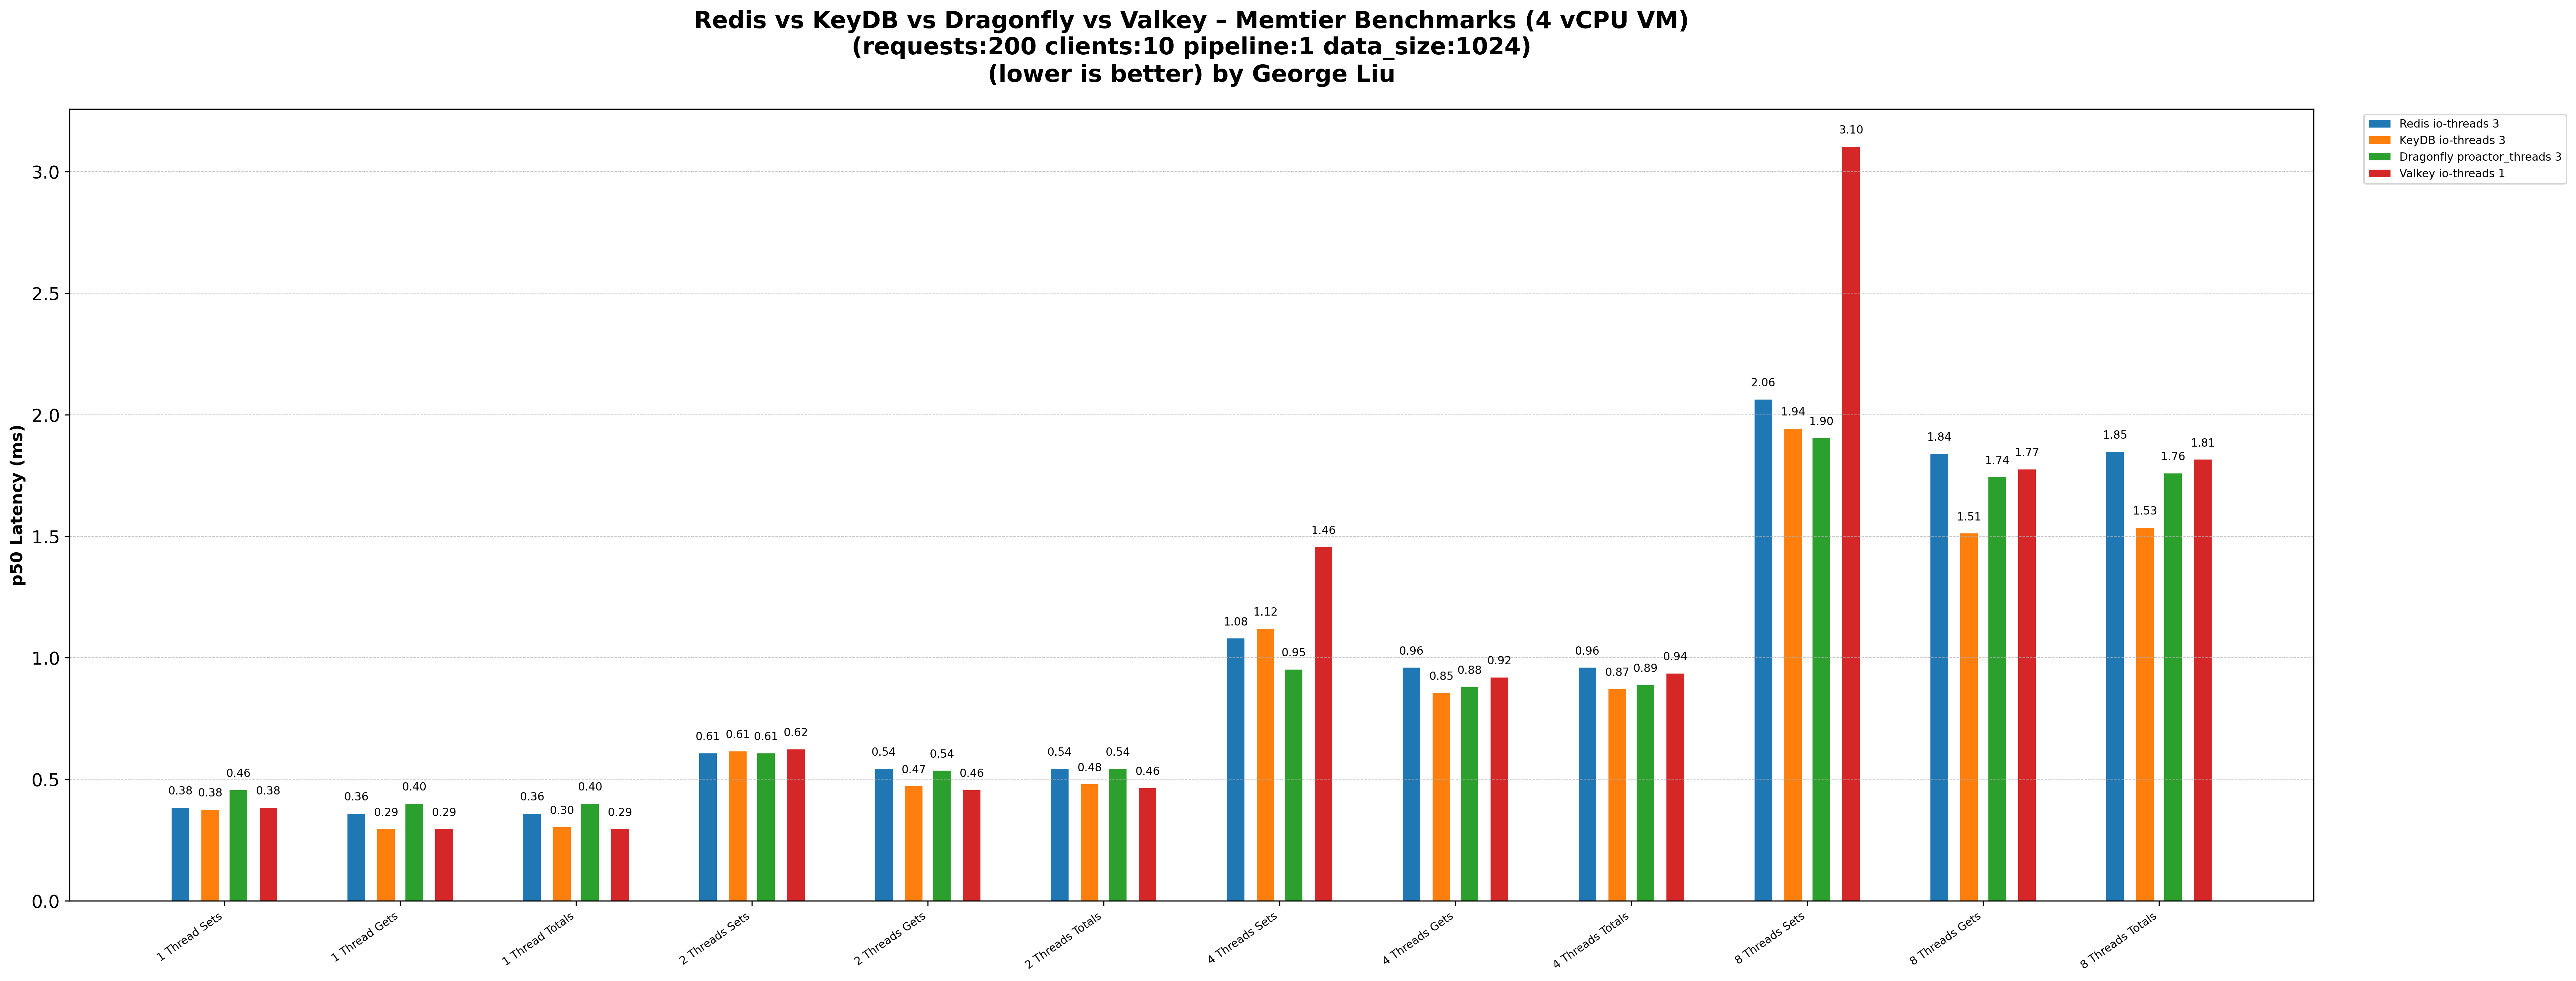 Redis vs KeyDB vs Dragonfly vs Valkey – Memtier Benchmarks (4 vCPU VM)
(requests:200 clients:10 pipeline:1 data_size:1024)
(lower is better) by George Liu
Redis io-threads 3
KeyDB io-threads 3
Dragonfly proactor_threads 3
Valkey io-threads 1
p50 Latency (ms)
3.0
2.5
2.0
1.5
1.0
0.5
0.0
0.38 0.38 0.46 0.38
0.36 0.29 0.40 0.29
0.36 0.30 0.40 0.29
0.61 0.61 0.61 0.62
0.54 0.47 0.54 0.46
0.54 0.48 0.54 0.46
1.08 1.12 0.95 1.46
0.96 0.85 0.88 0.92
0.96 0.87 0.89 0.94
2.06 1.94 1.90 3.10
1.84 1.51 1.74 1.77
1.85 1.53 1.76 1.81
1 Thread Sets
1 Thread Gets
1 Thread Totals
2 Threads Sets
2 Threads Gets
2 Threads Totals
4 Threads Sets
4 Threads Gets
4 Threads Totals
8 Threads Sets
8 Threads Gets
8 Threads Totals